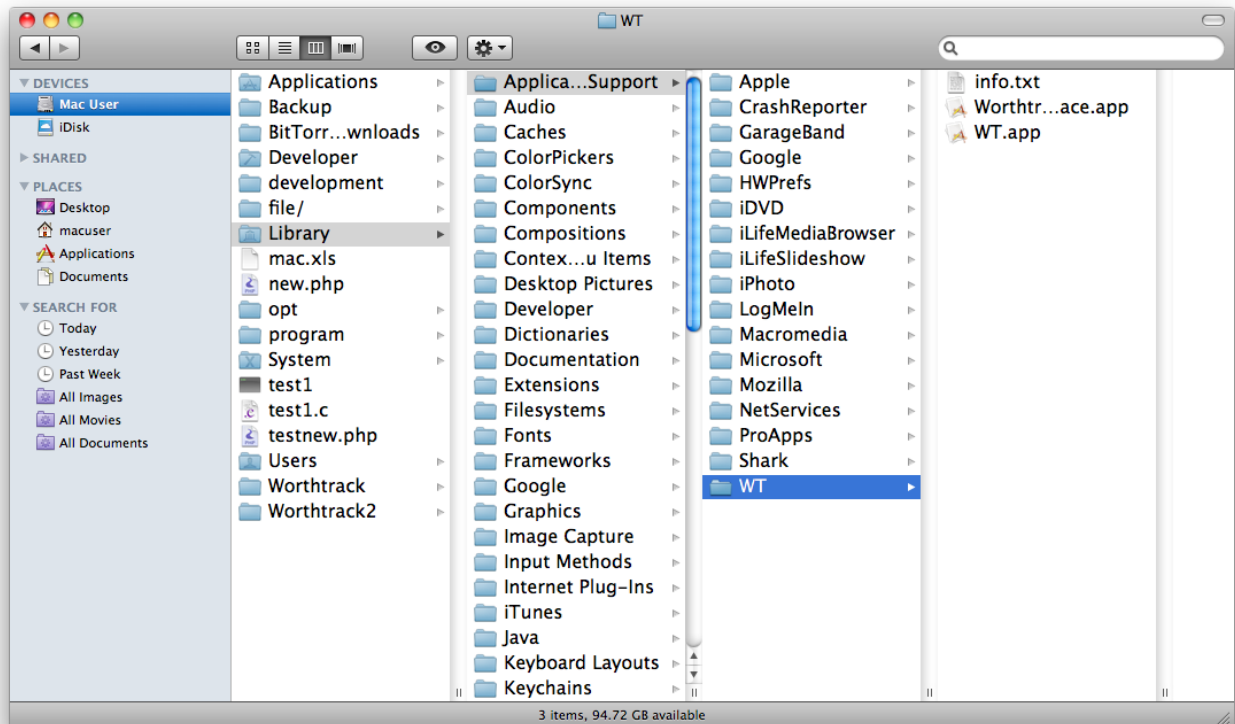 WT
DEVICES
Mac User
iDisk
SHARED
PLACES
Desktop
macuser
Applications
Documents
SEARCH FOR
Today
Yesterday
Past Week
All Images
All Movies
All Documents
Applications
Backup
BitTorr...wnloads
Developer
development
file/
Library
mac.xls
new.php
opt
program
System
test1
test1.c
testnew.php
Users
Worthtrack
Worthtrack2
Applica...Support
Audio
Caches
ColorPickers
ColorSync
Components
Compositions
Contex...u Items
Desktop Pictures
Developer
Dictionaries
Documentation
Extensions
Filesystems
Fonts
Frameworks
Google
Graphics
Image Capture
Input Methods
Internet Plug-Ins
iTunes
Java
Keyboard Layouts
Keychains
Apple
CrashReporter
GarageBand
Google
HWPrefs
iDVD
iLifeMediaBrowser
iLifeSlideshow
iPhoto
LogMeIn
Macromedia
Microsoft
Mozilla
NetServices
ProApps
Shark
WT
info.txt
Worthtr...ace.app
WT.app
3 items, 94.72 GB available